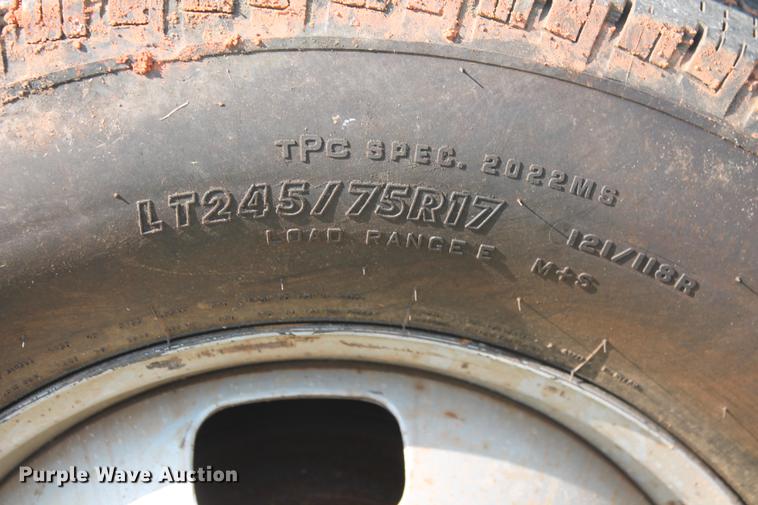 TPC SPEC. 2022MS
LT245/75R17
121/118R
LOAD RANGE E
M+S
Purple Wave Auction